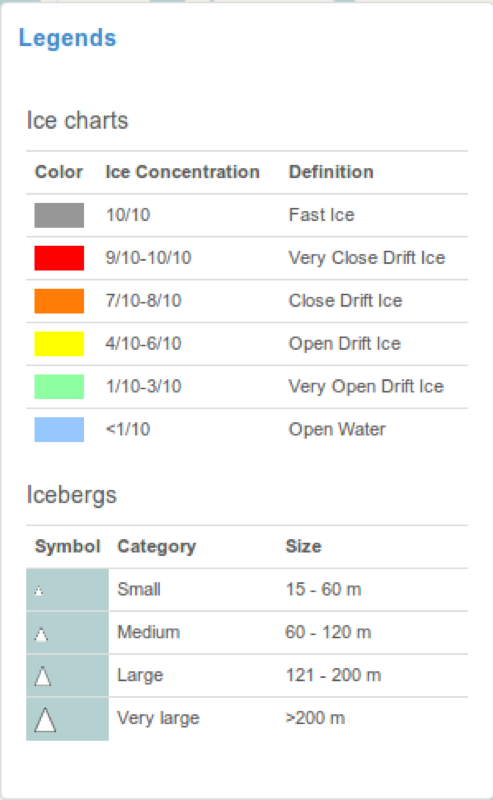 Legends
Ice charts
Color Ice Concentration Definition
10/10 Fast Ice
9/10-10/10 Very Close Drift Ice
7/10-8/10 Close Drift Ice
4/10-6/10 Open Drift Ice
1/10-3/10 Very Open Drift Ice
<1/10 Open Water
Icebergs
Symbol Category Size
Small 15 - 60 m
Medium 60 - 120 m
Large 121 - 200 m
Very large >200 m